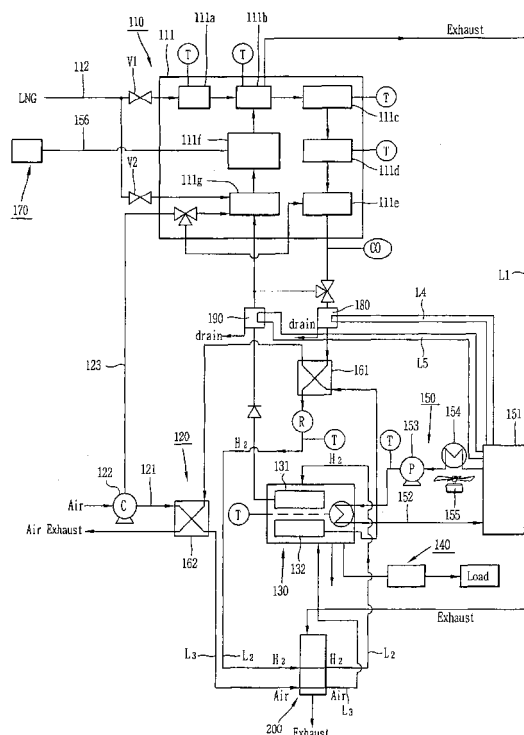 110
111
111a
111b
Exhaust
T
T
112
V1
LNG
T
111c
156
111f
T
111d
170
V2
111g
111e
CO
L1
190
180
L4
drain
drain
L5
123
161
150
154
151
120
R
T
153
H2
T
P
122
121
131
H2
152
155
Air
C
T
Air Exhaust
132
162
140
130
Load
Exhaust
L3
L2
H2
H2
L2
Air
Air
L3
200
Exhaust